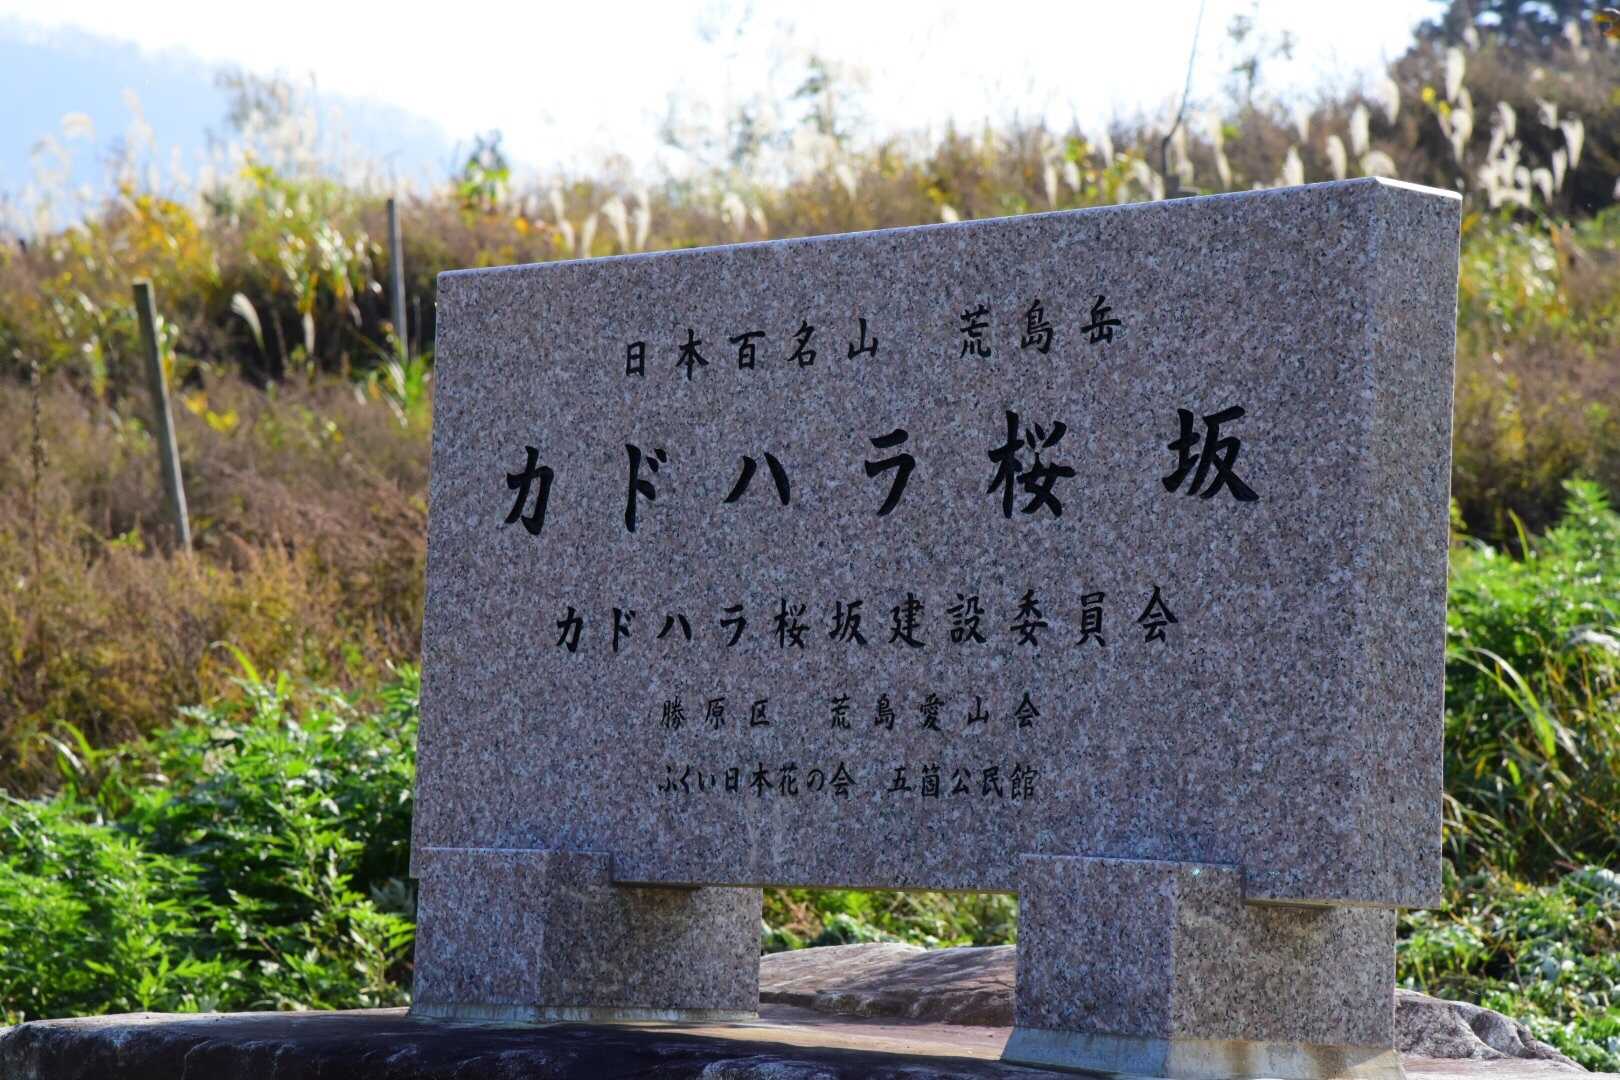 日本百名山　荒島岳
カドハラ桜坂
カドハラ桜坂建設委員会
勝原区　荒島愛山会
ふくい日本花の会　五箇公民館